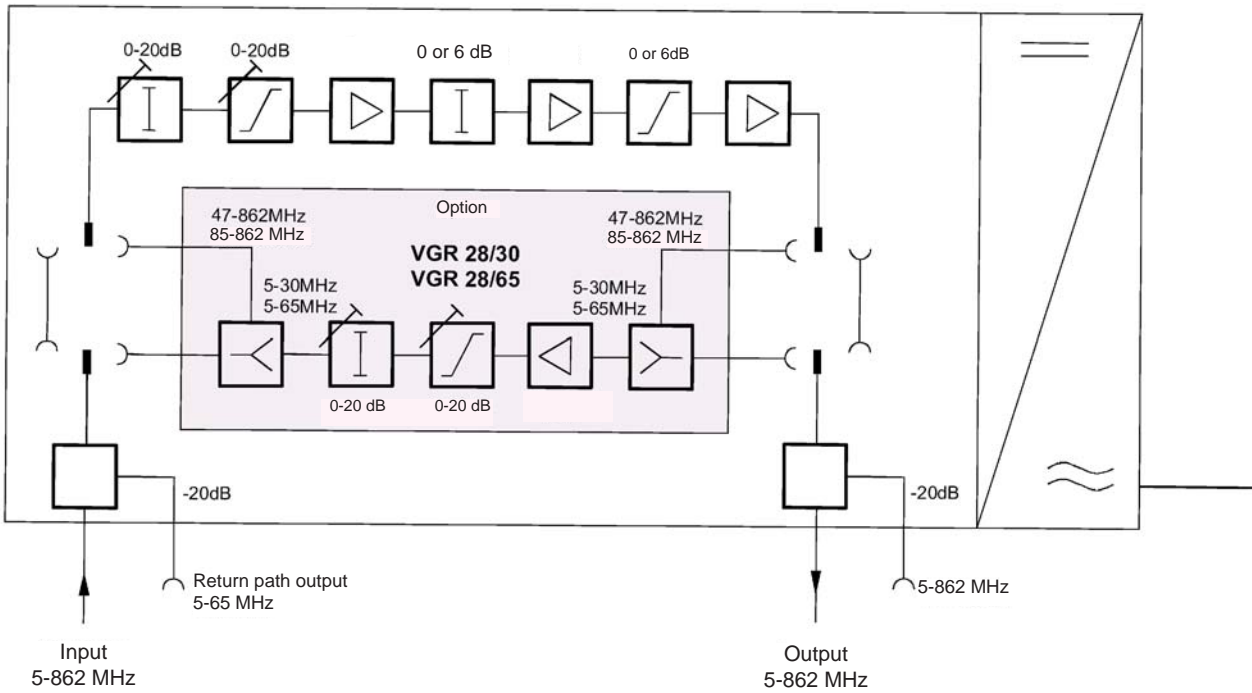 0-20dB
0-20dB
0 or 6 dB
0 or 6dB
Option
47-862MHz
85-862 MHz
47-862MHz
85-862 MHz
VGR 28/30
VGR 28/65
5-30MHz
5-65MHz
5-30MHz
5-65MHz
0-20 dB
0-20 dB
-20dB
-20dB
Return path output
5-65 MHz
5-862 MHz
Input
5-862 MHz
Output
5-862 MHz